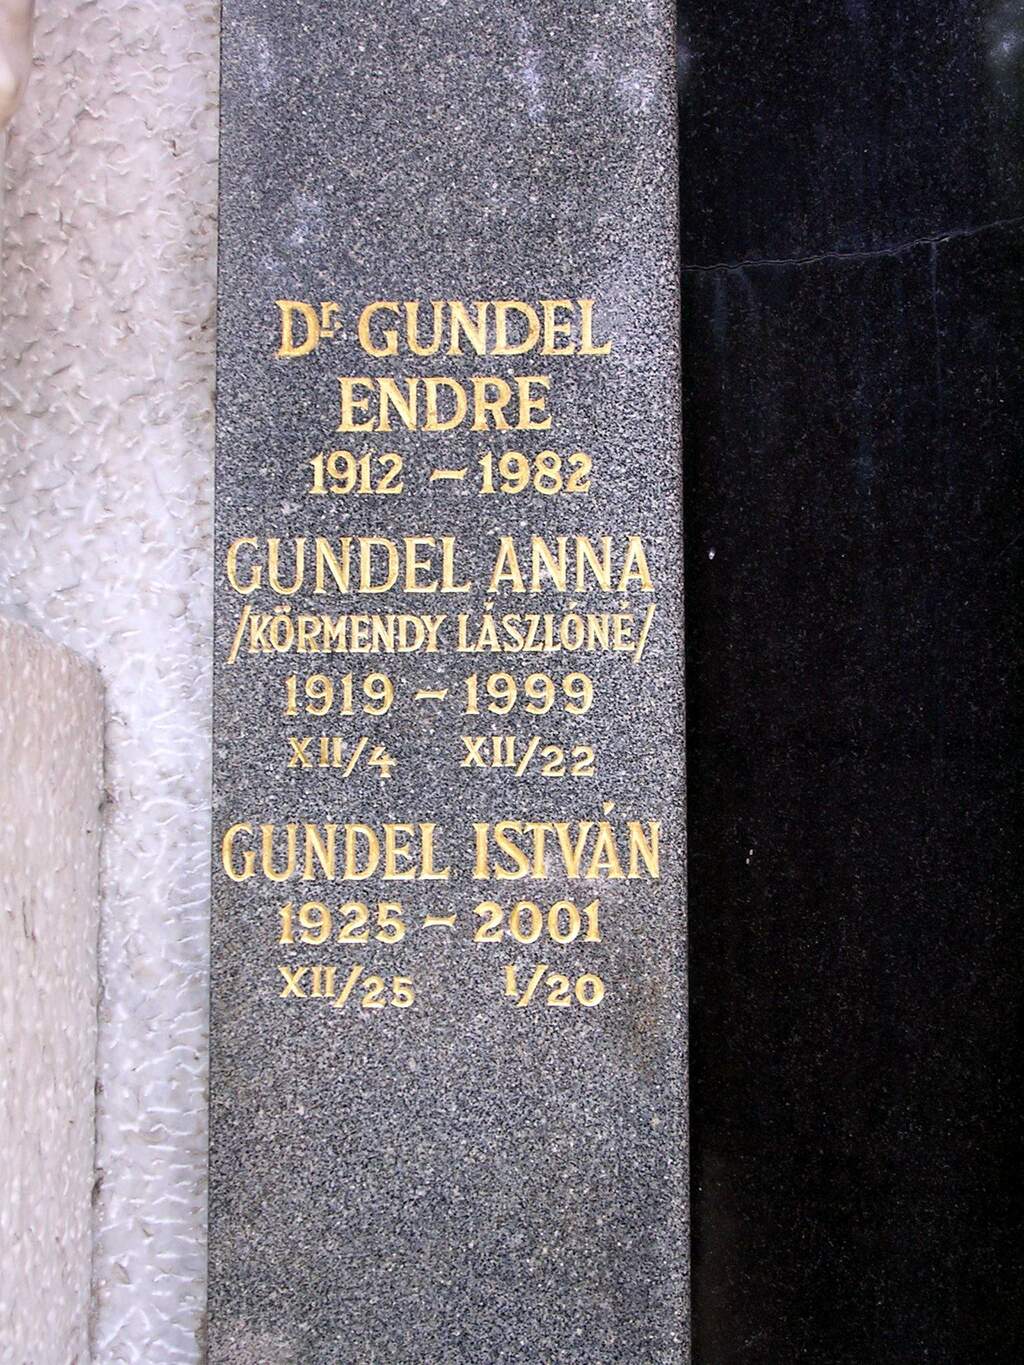 Dr. GUNDEL
ENDRE
1912 - 1982
GUNDEL ANNA
/KÖRMENDY LÁSZLÓNÉ/
1919 - 1999
XII/4 XII/22
GUNDEL ISTVÁN
1925 - 2001
XII/25 I/20